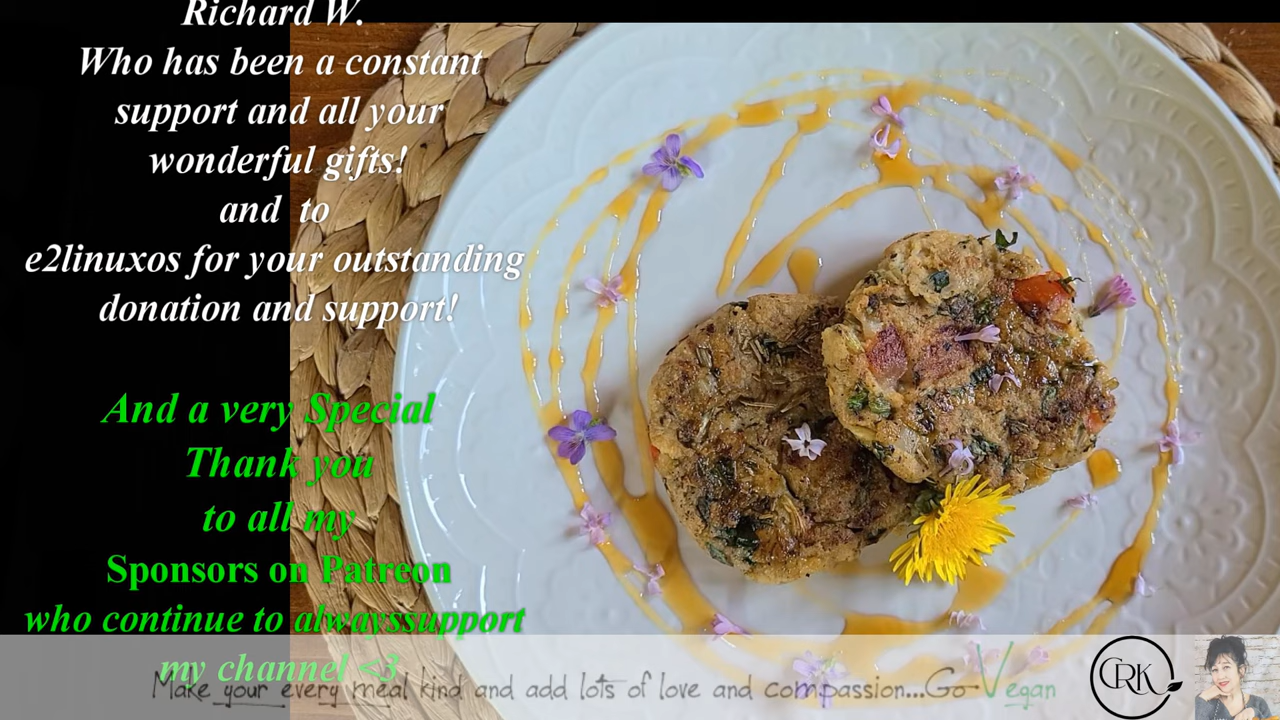 Richard W.
Who has been a constant
support and all your
wonderful gifts!
and to
e2linuxos for your outstanding
donation and support!
And a very Special
Thank you
to all my
Sponsors on Patreon
who continue to alwayssupport
my channel <3
Make your every meal kind and add lots of love and compassion...Go Vegan
CRK